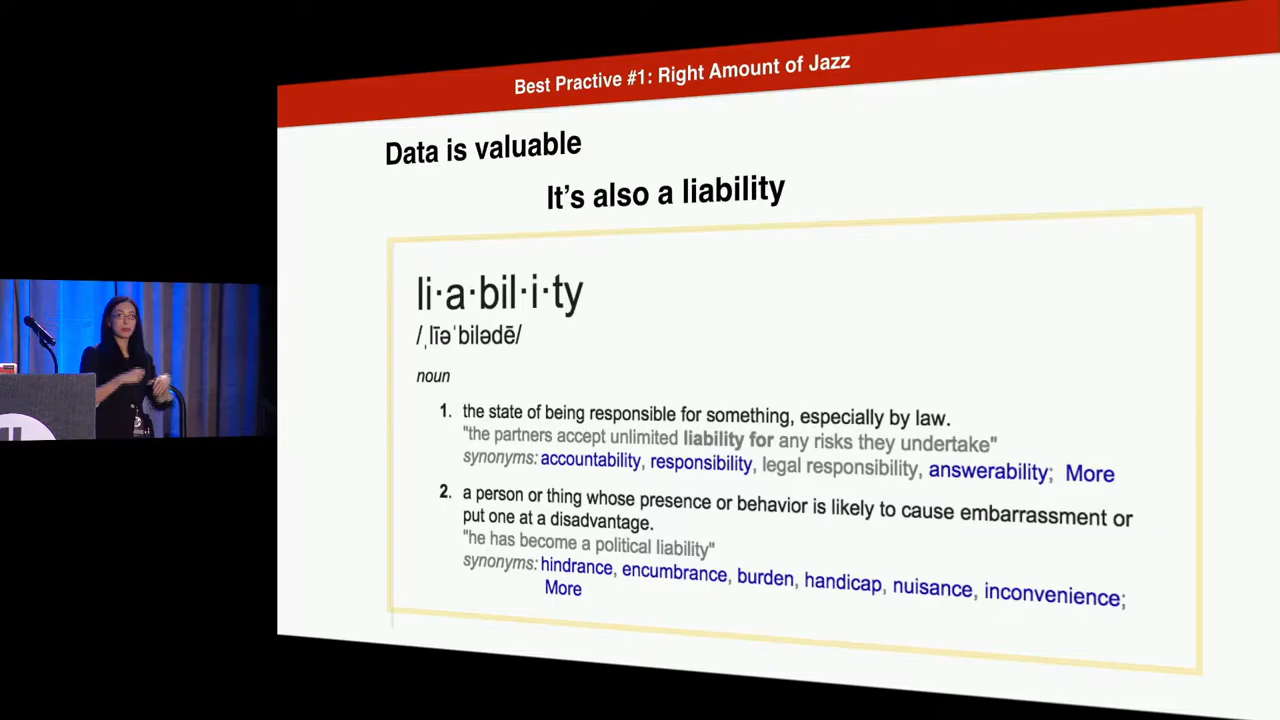 Best Practive #1: Right Amount of Jazz
Data is valuable
It's also a liability
li·a·bil·i·ty
/ˌlīəˈbilədē/
noun
1. the state of being responsible for something, especially by law.
"the partners accept unlimited liability for any risks they undertake"
synonyms: accountability, responsibility, legal responsibility, answerability; More
2. a person or thing whose presence or behavior is likely to cause embarrassment or
put one at a disadvantage.
"he has become a political liability"
synonyms: hindrance, encumbrance, burden, handicap, nuisance, inconvenience;
More